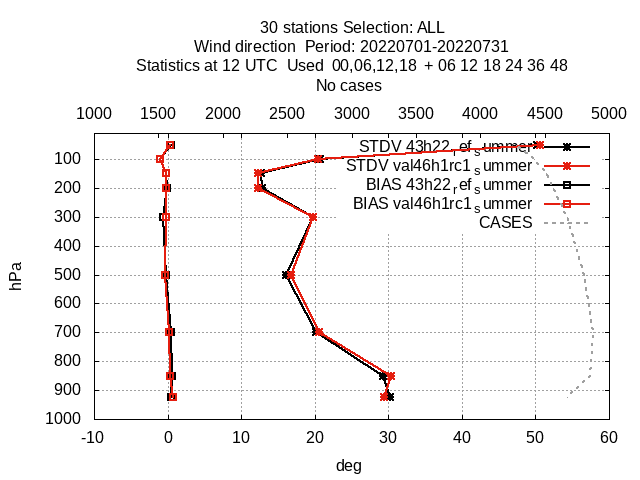 30 stations Selection: ALL
Wind direction  Period: 20220701-20220731
Statistics at 12 UTC  Used  00,06,12,18  + 06 12 18 24 36 48
No cases
1000 1500 2000 2500 3000 3500 4000 4500 5000
STDV 43h22_ref_summer
STDV val46h1rc1_summer
BIAS 43h22_ref_summer
BIAS val46h1rc1_summer
CASES
100
200
300
400
500
600
700
800
900
1000
hPa
-10 0 10 20 30 40 50 60
deg